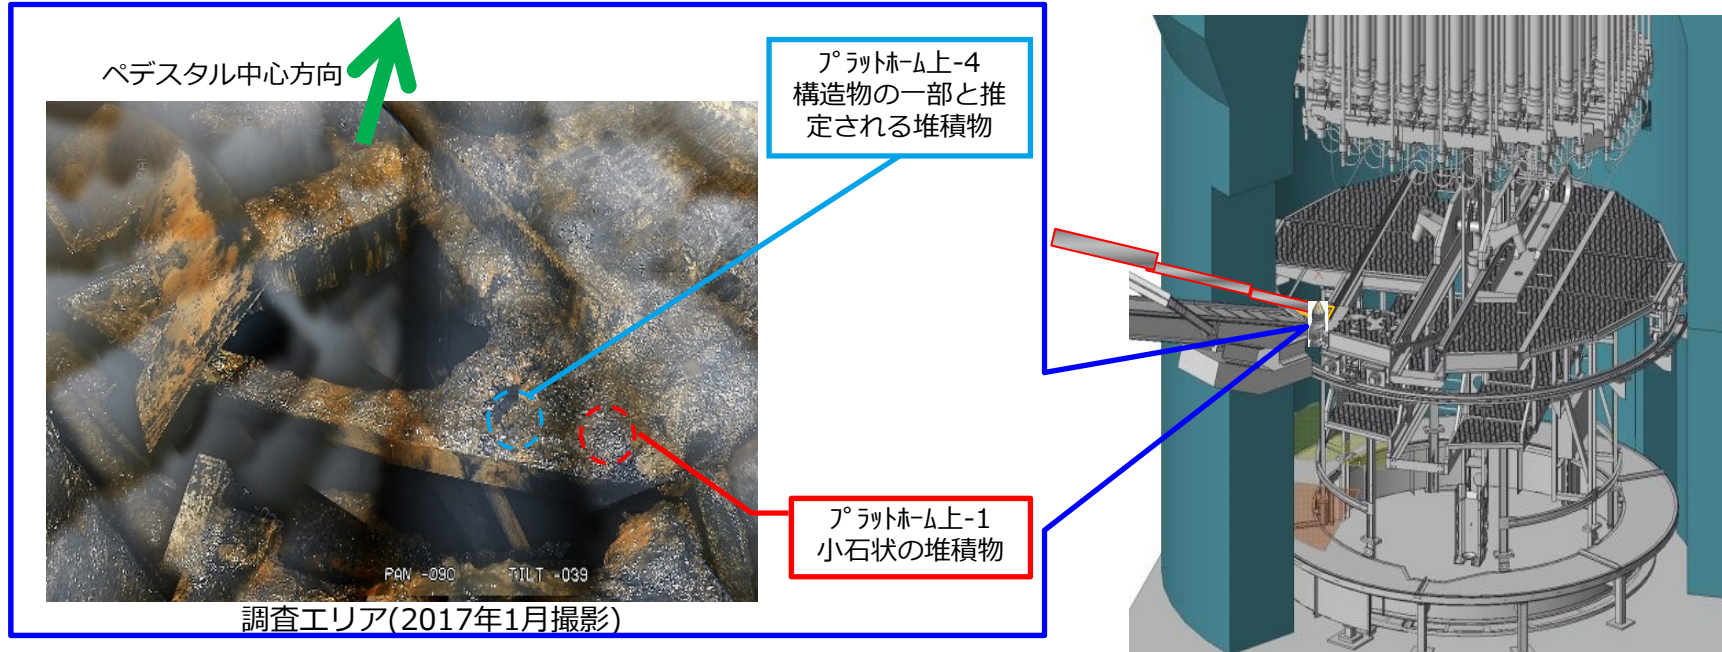 ペデスタル中心方向
ﾌﾟﾗｯﾄﾎｰﾑ上-4
構造物の一部と推
定される堆積物
ﾌﾟﾗｯﾄﾎｰﾑ上-1
小石状の堆積物
PAN -090 TILT -039
調査エリア(2017年1月撮影)